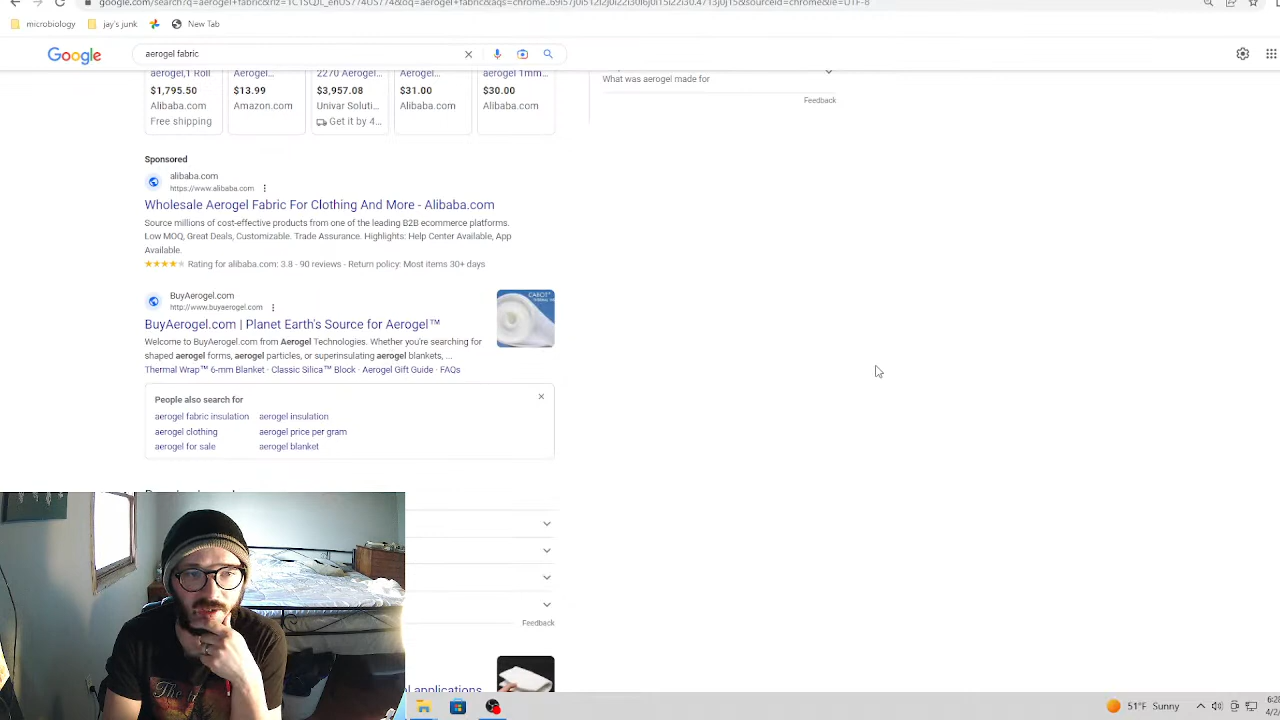 microbiology
jay's junk
New Tab
Google
aerogel fabric
aerogel,1 Roll
Aerogel...
2270 Aerogel...
Aerogel...
aerogel 1mm...
$1,795.50
$13.99
$3,957.08
$31.00
$30.00
Alibaba.com
Amazon.com
Univar Soluti...
Alibaba.com
Alibaba.com
Free shipping
Get it by 4...
What was aerogel made for
Feedback
Sponsored
alibaba.com
https://www.alibaba.com
Wholesale Aerogel Fabric For Clothing And More - Alibaba.com
Source millions of cost-effective products from one of the leading B2B ecommerce platforms.
Low MOQ, Great Deals, Customizable. Trade Assurance. Highlights: Help Center Available, App
Available.
Rating for alibaba.com: 3.8 - 90 reviews - Return policy: Most items 30+ days
BuyAerogel.com
http://www.buyaerogel.com
BuyAerogel.com | Planet Earth's Source for Aerogel™
Welcome to BuyAerogel.com from Aerogel Technologies. Whether you're searching for
shaped aerogel forms, aerogel particles, or superinsulating aerogel blankets, ...
Thermal Wrap™ 6-mm Blanket · Classic Silica™ Block · Aerogel Gift Guide · FAQs
CABOT
People also search for
aerogel fabric insulation
aerogel insulation
aerogel clothing
aerogel price per gram
aerogel for sale
aerogel blanket
Feedback
applications
The
51°F Sunny